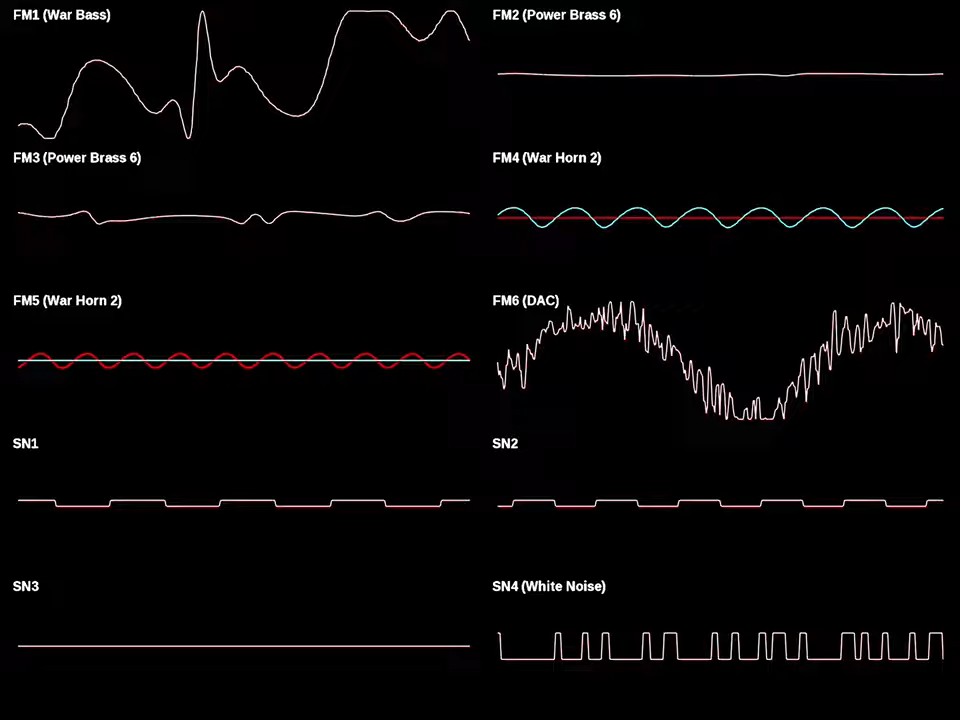 FM1 (War Bass)
FM2 (Power Brass 6)
FM3 (Power Brass 6)
FM4 (War Horn 2)
FM5 (War Horn 2)
FM6 (DAC)
SN1
SN2
SN3
SN4 (White Noise)